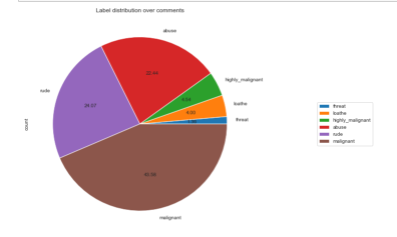 Label distribution over comments
abuse
highly_malignant
loathe
threat
rude
malignant
count
threat
loathe
highly_malignant
abuse
rude
malignant